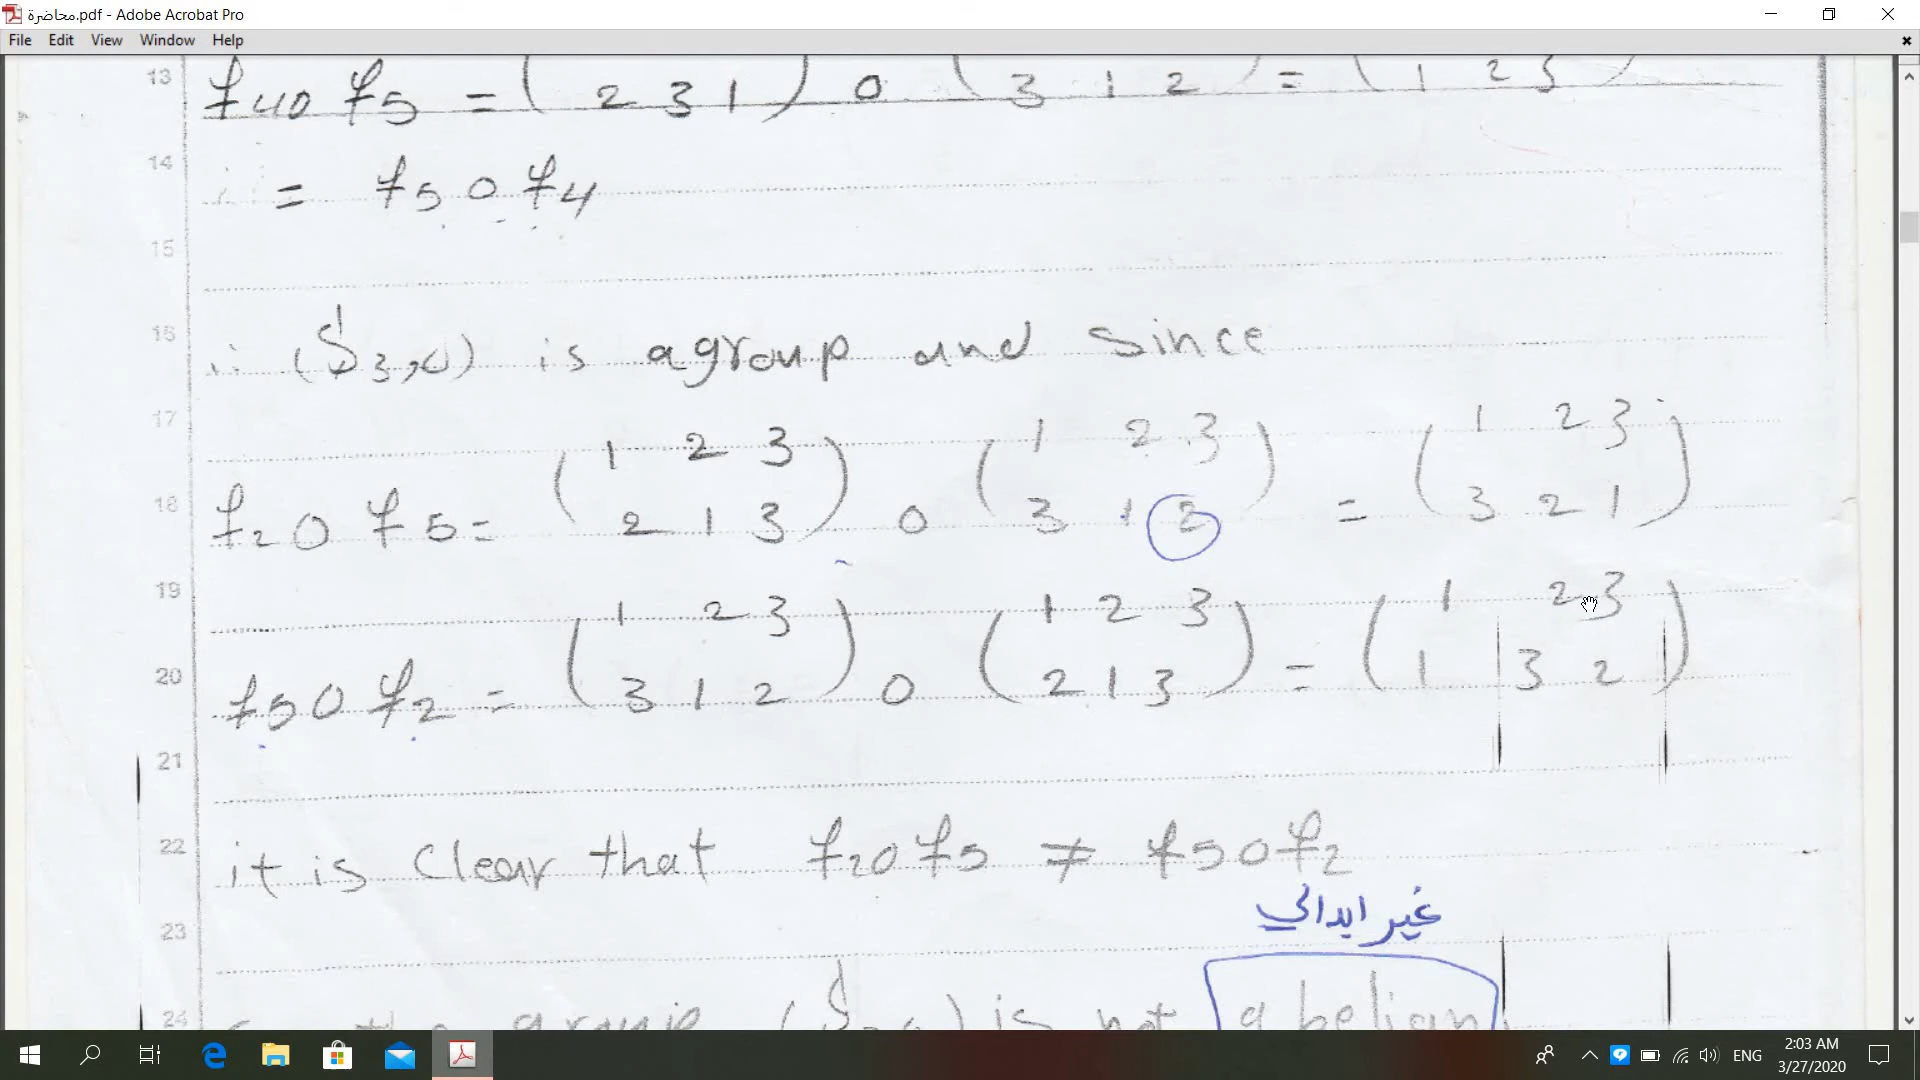 محاضرة.pdf - Adobe Acrobat Pro
File Edit View Window Help
13 f4 o f5 = ( 2 3 1 ) o ( 3 1 2 ) = ( 1 2 3 )
14 = f5 o f4
15
16 ∴ (S3,o) is a group and since
17 ( 1 2 3 ) ( 1 2 3 ) ( 1 2 3 )
18 f2 o f5 = ( 2 1 3 ) o ( 3 1 2 ) = ( 3 2 1 )
19 ( 1 2 3 ) ( 1 2 3 ) ( 1 2 3 )
20 f5 o f2 = ( 3 1 2 ) o ( 2 1 3 ) = ( 1 3 2 )
21
22 it is clear that f2 o f5 ≠ f5 o f2
غير ابدالي
23
24 group (S3,o) is not abelian
ENG
2:03 AM
3/27/2020